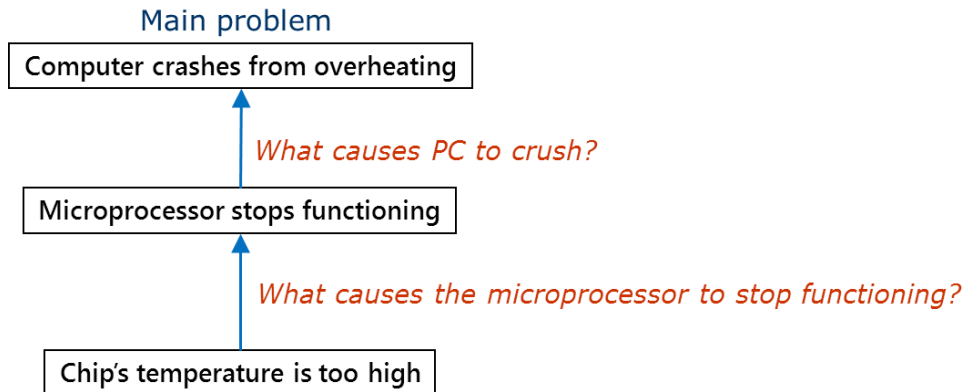 Main problem
Computer crashes from overheating
What causes PC to crush?
Microprocessor stops functioning
What causes the microprocessor to stop functioning?
Chip’s temperature is too high